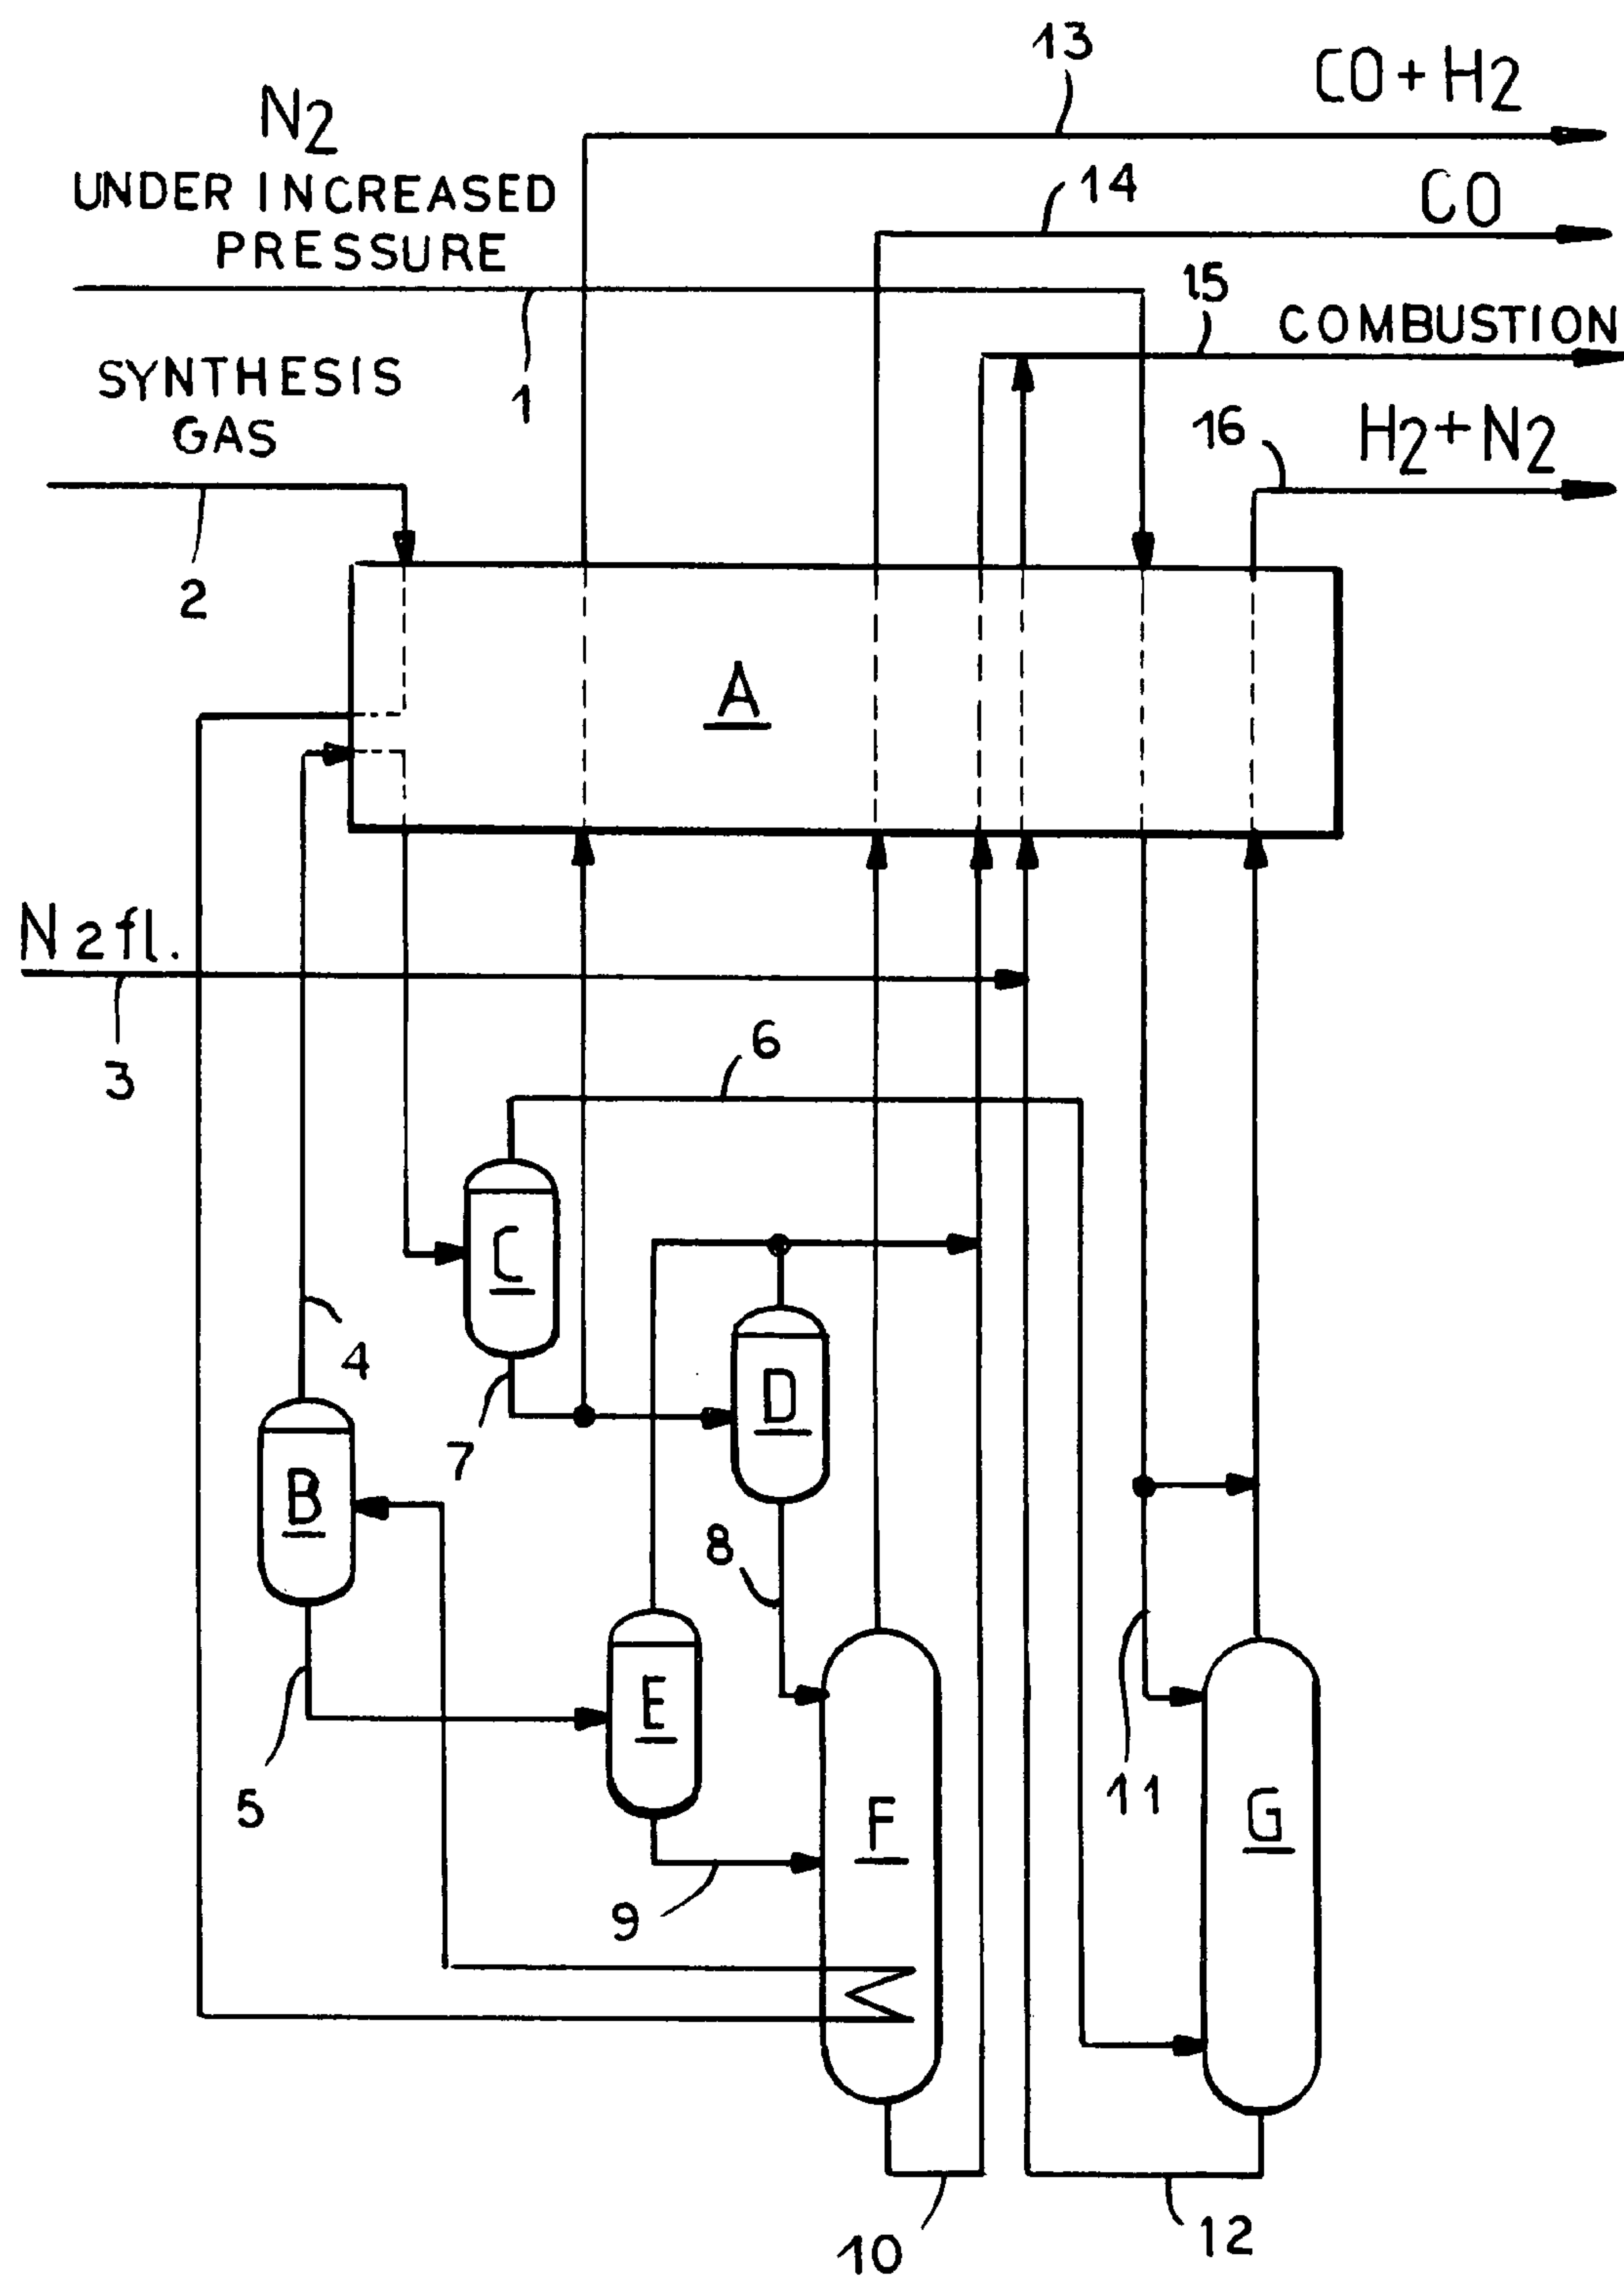 13
CO + H2
N2
UNDER INCREASED
PRESSURE
14
CO
15
COMBUSTION
1
SYNTHESIS
GAS
16
H2+N2
2
A
N2fl.
3
6
C
4
D
7
B
8
E
5
11
F
G
9
10
12